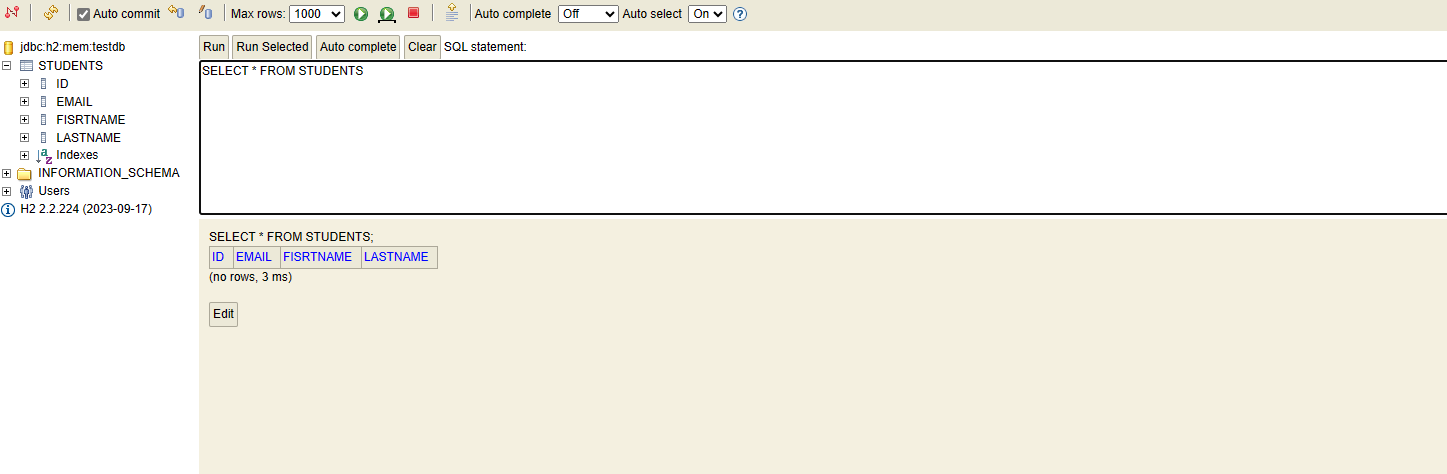 Auto commit Max rows: 1000 Auto complete Off Auto select On
jdbc:h2:mem:testdb
STUDENTS
ID
EMAIL
FISRTNAME
LASTNAME
Indexes
INFORMATION_SCHEMA
Users
H2 2.2.224 (2023-09-17)
Run Run Selected Auto complete Clear SQL statement:
SELECT * FROM STUDENTS
SELECT * FROM STUDENTS;
ID EMAIL FISRTNAME LASTNAME
(no rows, 3 ms)
Edit